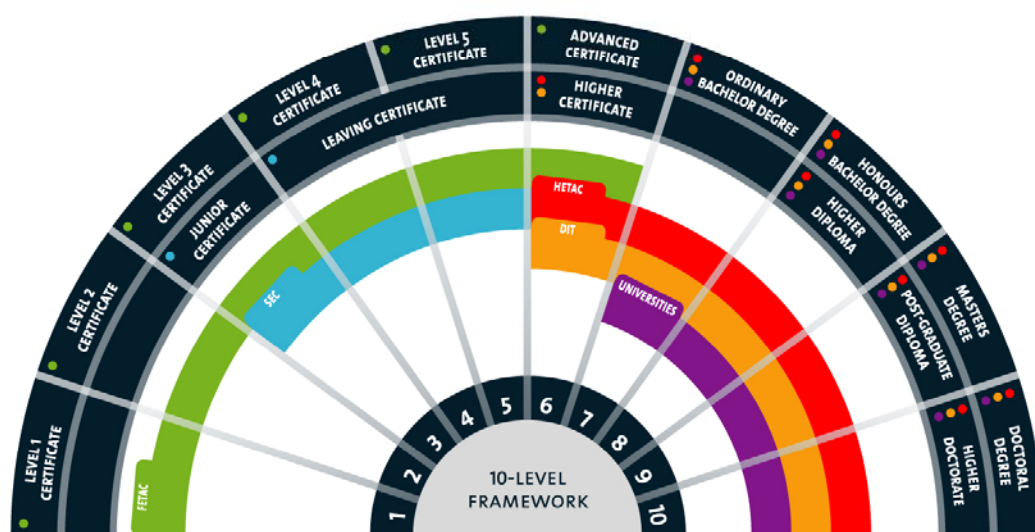 LEVEL 1
CERTIFICATE
LEVEL 2
CERTIFICATE
LEVEL 3
CERTIFICATE
JUNIOR
CERTIFICATE
LEVEL 4
CERTIFICATE
LEAVING CERTIFICATE
LEVEL 5
CERTIFICATE
ADVANCED
CERTIFICATE
HIGHER
CERTIFICATE
ORDINARY
BACHELOR DEGREE
HONOURS
BACHELOR DEGREE
HIGHER
DIPLOMA
MASTERS
DEGREE
POST-GRADUATE
DIPLOMA
DOCTORAL
DEGREE
HIGHER
DOCTORATE
FETAC
SEC
HETAC
DIT
UNIVERSITIES
1
2
3
4
5
6
7
8
9
10
10-LEVEL
FRAMEWORK